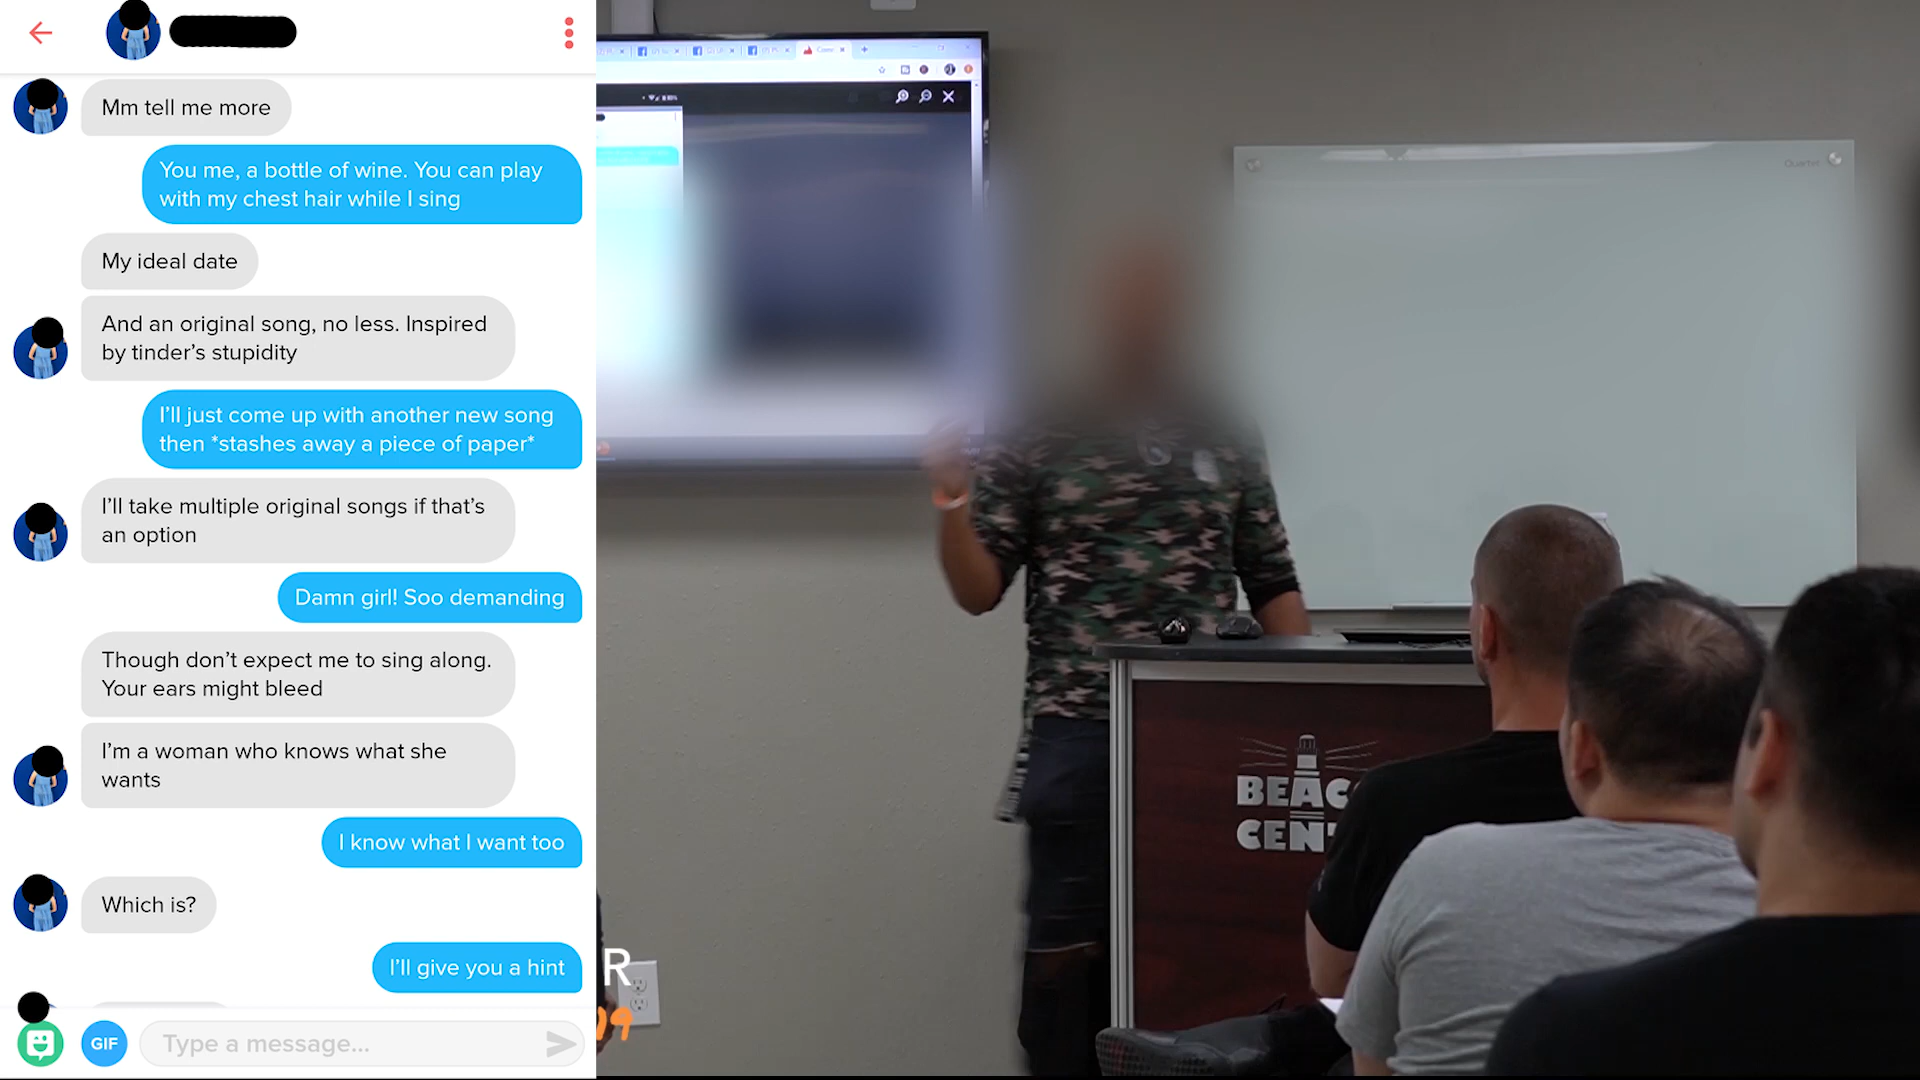 Mm tell me more
You me, a bottle of wine. You can play
with my chest hair while I sing
My ideal date
And an original song, no less. Inspired
by tinder’s stupidity
I’ll just come up with another new song
then *stashes away a piece of paper*
I’ll take multiple original songs if that’s
an option
Damn girl! Soo demanding
Though don’t expect me to sing along.
Your ears might bleed
I’m a woman who knows what she
wants
I know what I want too
Which is?
I’ll give you a hint
GIF
Type a message...
Quartet
R
19